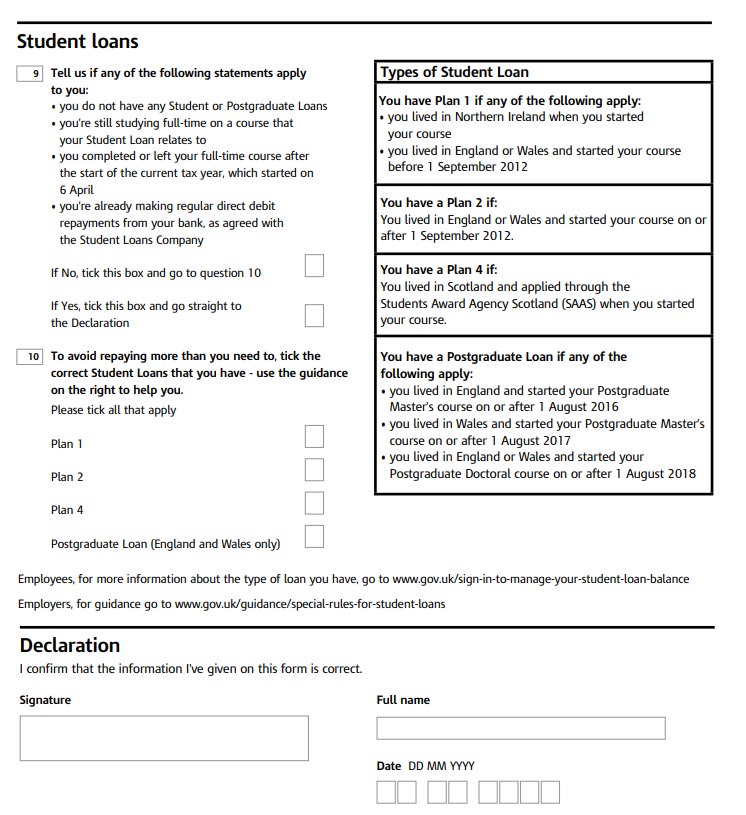 Student loans
9 Tell us if any of the following statements apply
to you:
• you do not have any Student or Postgraduate Loans
• you're still studying full-time on a course that
your Student Loan relates to
• you completed or left your full-time course after
the start of the current tax year, which started on
6 April
• you're already making regular direct debit
repayments from your bank, as agreed with
the Student Loans Company
If No, tick this box and go to question 10
If Yes, tick this box and go straight to
the Declaration
10 To avoid repaying more than you need to, tick the
correct Student Loans that you have - use the guidance
on the right to help you.
Please tick all that apply
Plan 1
Plan 2
Plan 4
Postgraduate Loan (England and Wales only)
Types of Student Loan
You have Plan 1 if any of the following apply:
• you lived in Northern Ireland when you started
your course
• you lived in England or Wales and started your course
before 1 September 2012
You have a Plan 2 if:
You lived in England or Wales and started your course on or
after 1 September 2012.
You have a Plan 4 if:
You lived in Scotland and applied through the
Students Award Agency Scotland (SAAS) when you started
your course.
You have a Postgraduate Loan if any of the
following apply:
• you lived in England and started your Postgraduate
Master's course on or after 1 August 2016
• you lived in Wales and started your Postgraduate Master's
course on or after 1 August 2017
• you lived in England or Wales and started your
Postgraduate Doctoral course on or after 1 August 2018
Employees, for more information about the type of loan you have, go to www.gov.uk/sign-in-to-manage-your-student-loan-balance
Employers, for guidance go to www.gov.uk/guidance/special-rules-for-student-loans
Declaration
I confirm that the information I've given on this form is correct.
Signature
Full name
Date DD MM YYYY